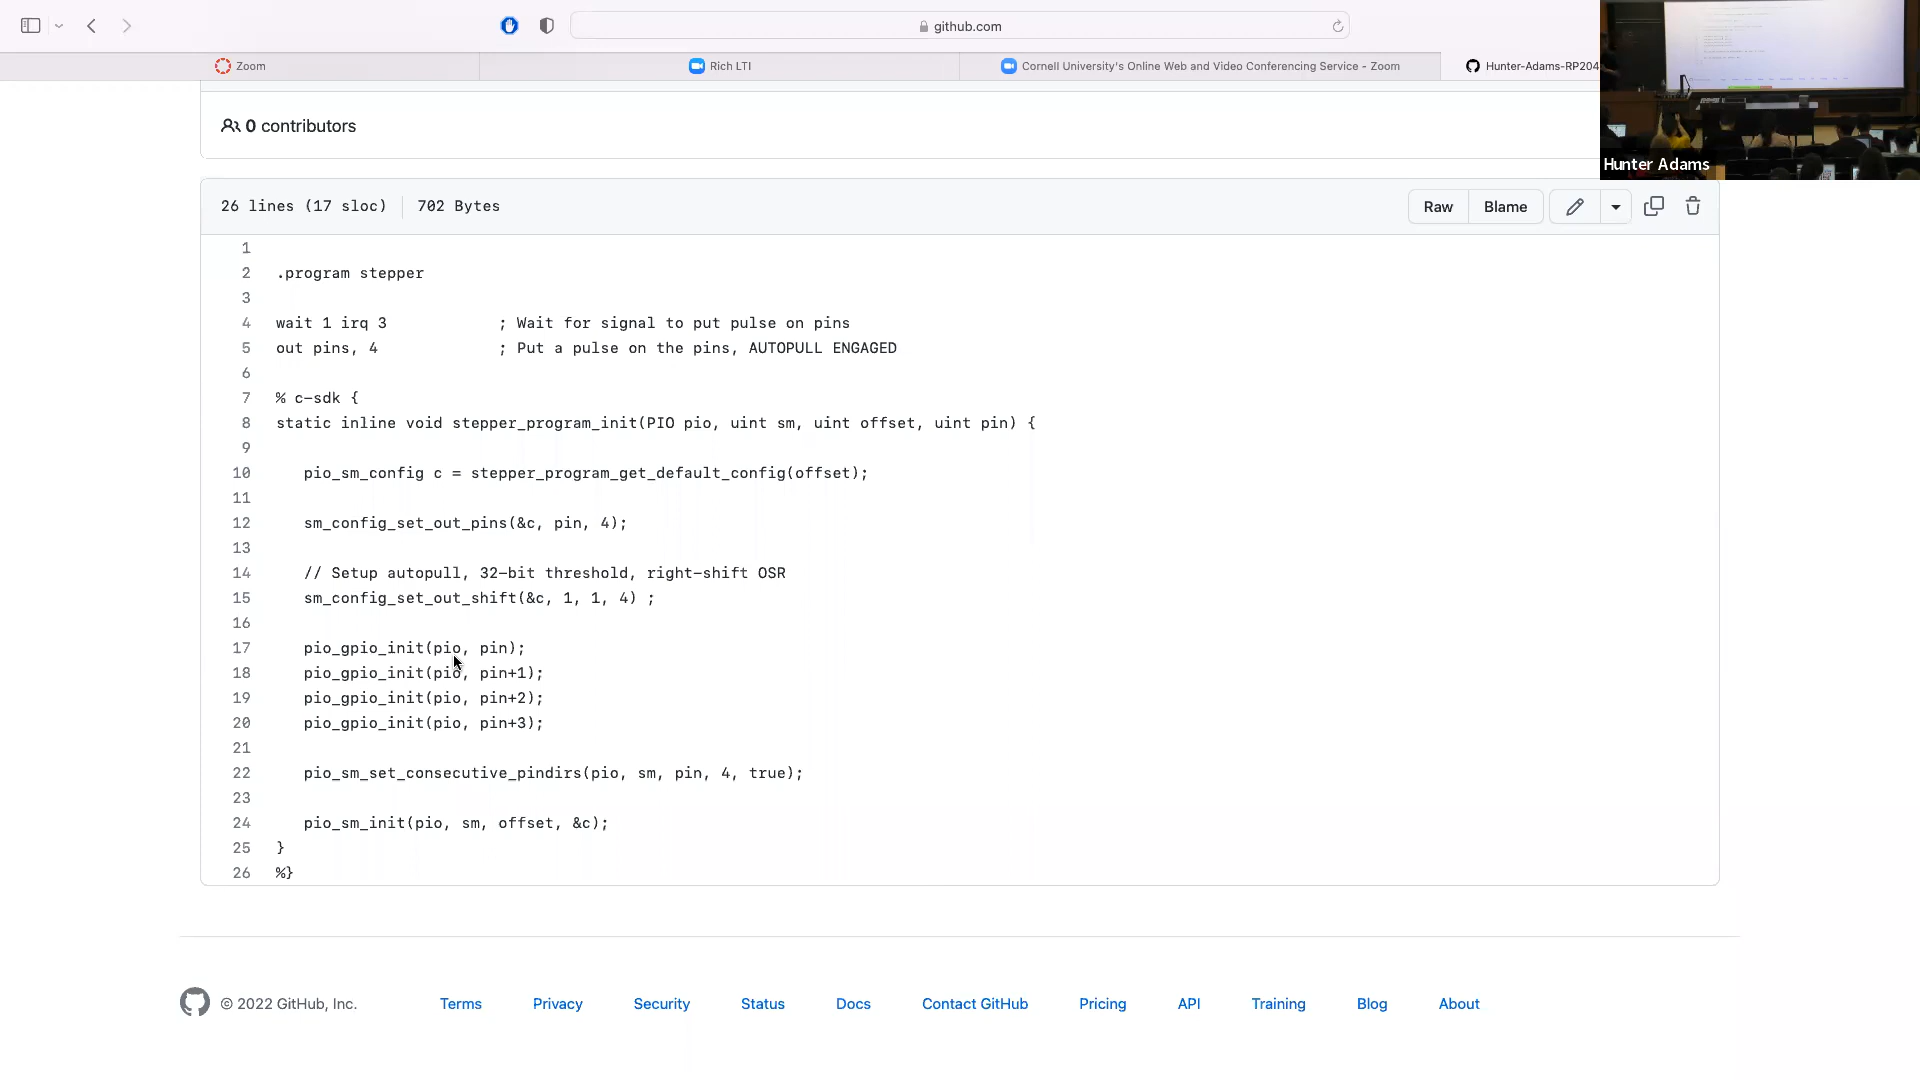 github.com
Zoom
Rich LTI
Cornell University's Online Web and Video Conferencing Service - Zoom
Hunter-Adams-RP204
0 contributors
Hunter Adams
26 lines (17 sloc) 702 Bytes
Raw
Blame
1
2 .program stepper
3
4 wait 1 irq 3 ; Wait for signal to put pulse on pins
5 out pins, 4 ; Put a pulse on the pins, AUTOPULL ENGAGED
6
7 % c-sdk {
8 static inline void stepper_program_init(PIO pio, uint sm, uint offset, uint pin) {
9
10 pio_sm_config c = stepper_program_get_default_config(offset);
11
12 sm_config_set_out_pins(&c, pin, 4);
13
14 // Setup autopull, 32-bit threshold, right-shift OSR
15 sm_config_set_out_shift(&c, 1, 1, 4) ;
16
17 pio_gpio_init(pio, pin);
18 pio_gpio_init(pio, pin+1);
19 pio_gpio_init(pio, pin+2);
20 pio_gpio_init(pio, pin+3);
21
22 pio_sm_set_consecutive_pindirs(pio, sm, pin, 4, true);
23
24 pio_sm_init(pio, sm, offset, &c);
25 }
26 %}
© 2022 GitHub, Inc.
Terms
Privacy
Security
Status
Docs
Contact GitHub
Pricing
API
Training
Blog
About